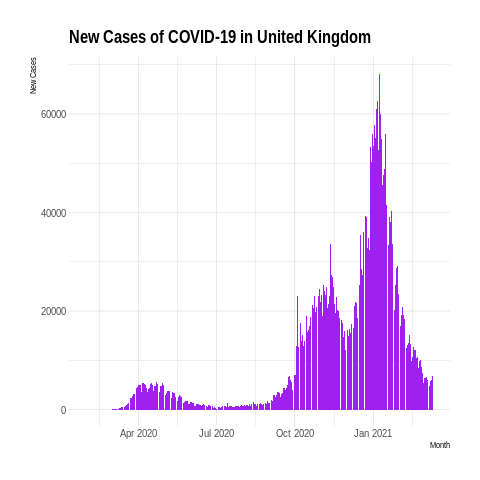 New Cases of COVID-19 in United Kingdom
New Cases
60000
40000
20000
0
Apr 2020 Jul 2020 Oct 2020 Jan 2021
Month